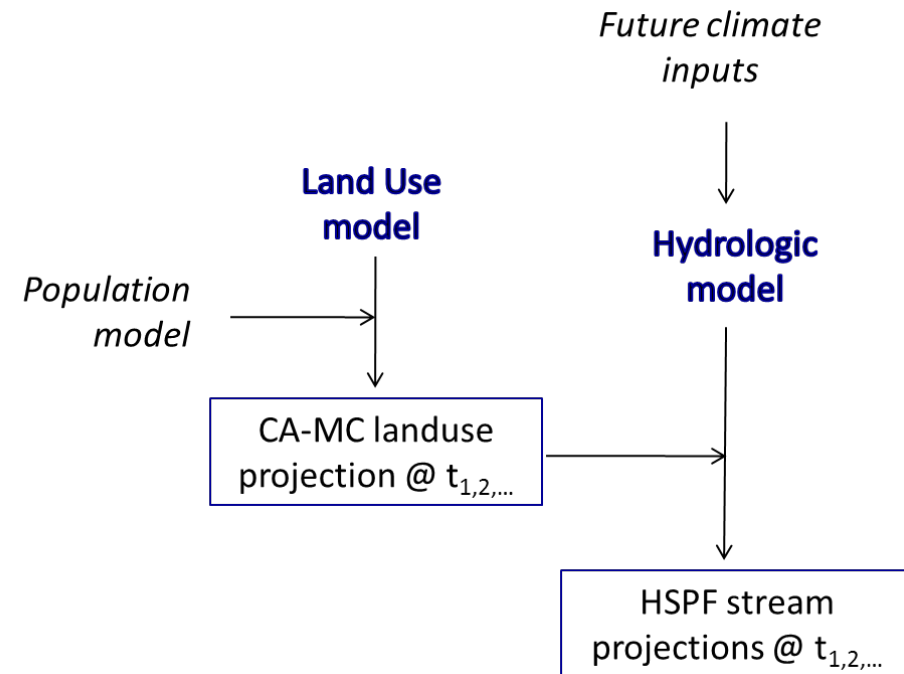 Future climate
inputs
Land Use
model
Hydrologic
model
Population
model
CA-MC landuse
projection @ t1,2,...
HSPF stream
projections @ t1,2,...